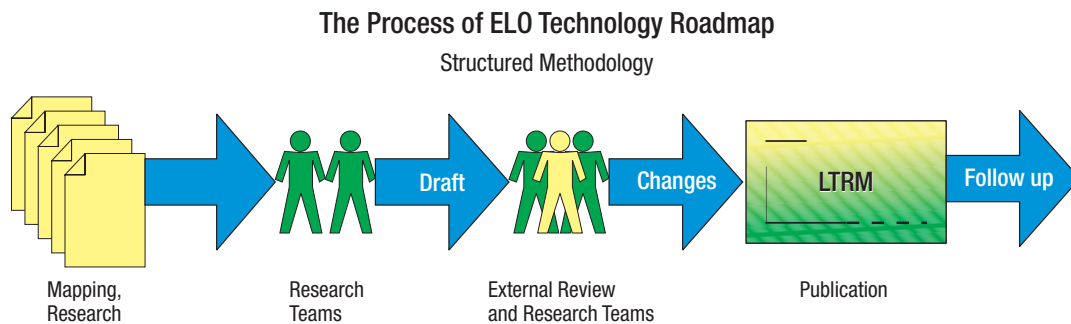 The Process of ELO Technology Roadmap
Structured Methodology
Draft
Changes
LTRM
Follow up
Mapping,
Research
Research
Teams
External Review
and Research Teams
Publication